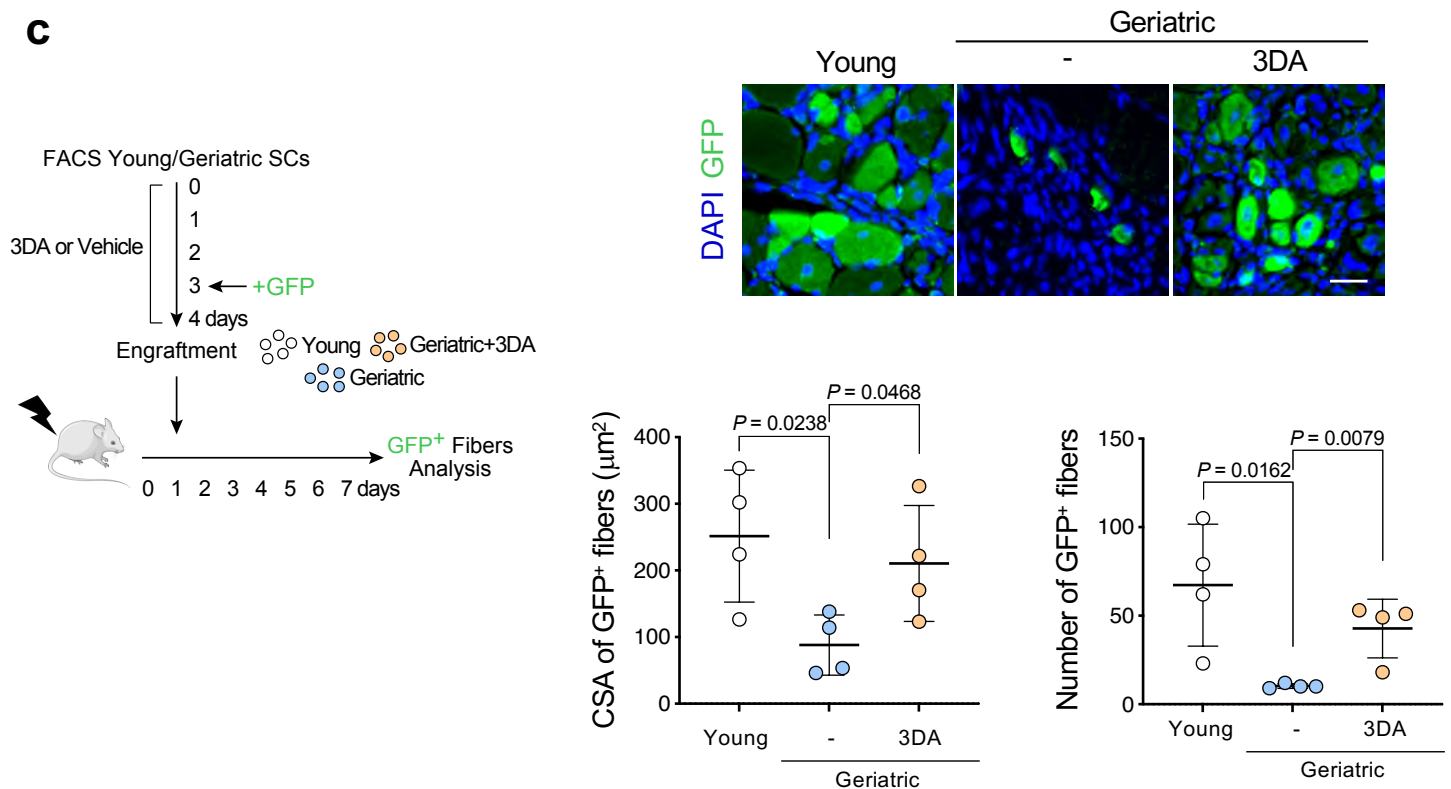 c
FACS Young/Geriatric SCs
0
1
2
3
4 days
3DA or Vehicle
+GFP
Engraftment
Young
Geriatric+3DA
Geriatric
GFP+ Fibers
Analysis
0 1 2 3 4 5 6 7 days
Geriatric
Young
-
3DA
DAPI GFP
CSA of GFP+ fibers (μm2)
400
300
200
100
0
P = 0.0238
P = 0.0468
Young
-
3DA
Geriatric
Number of GFP+ fibers
150
100
50
0
P = 0.0162
P = 0.0079
Young
-
3DA
Geriatric